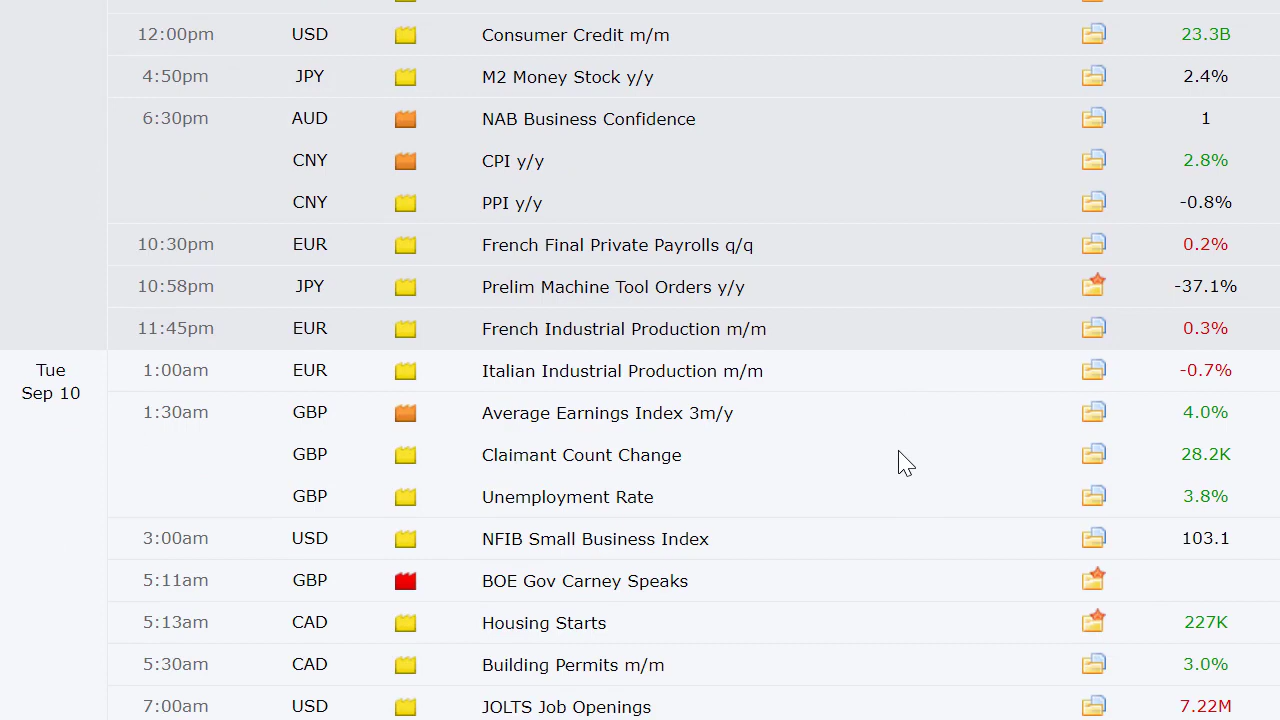 12:00pm USD Consumer Credit m/m 23.3B
4:50pm JPY M2 Money Stock y/y 2.4%
6:30pm AUD NAB Business Confidence 1
CNY CPI y/y 2.8%
CNY PPI y/y -0.8%
10:30pm EUR French Final Private Payrolls q/q 0.2%
10:58pm JPY Prelim Machine Tool Orders y/y -37.1%
11:45pm EUR French Industrial Production m/m 0.3%
Tue 1:00am EUR Italian Industrial Production m/m -0.7%
Sep 10
1:30am GBP Average Earnings Index 3m/y 4.0%
GBP Claimant Count Change 28.2K
GBP Unemployment Rate 3.8%
3:00am USD NFIB Small Business Index 103.1
5:11am GBP BOE Gov Carney Speaks
5:13am CAD Housing Starts 227K
5:30am CAD Building Permits m/m 3.0%
7:00am USD JOLTS Job Openings 7.22M